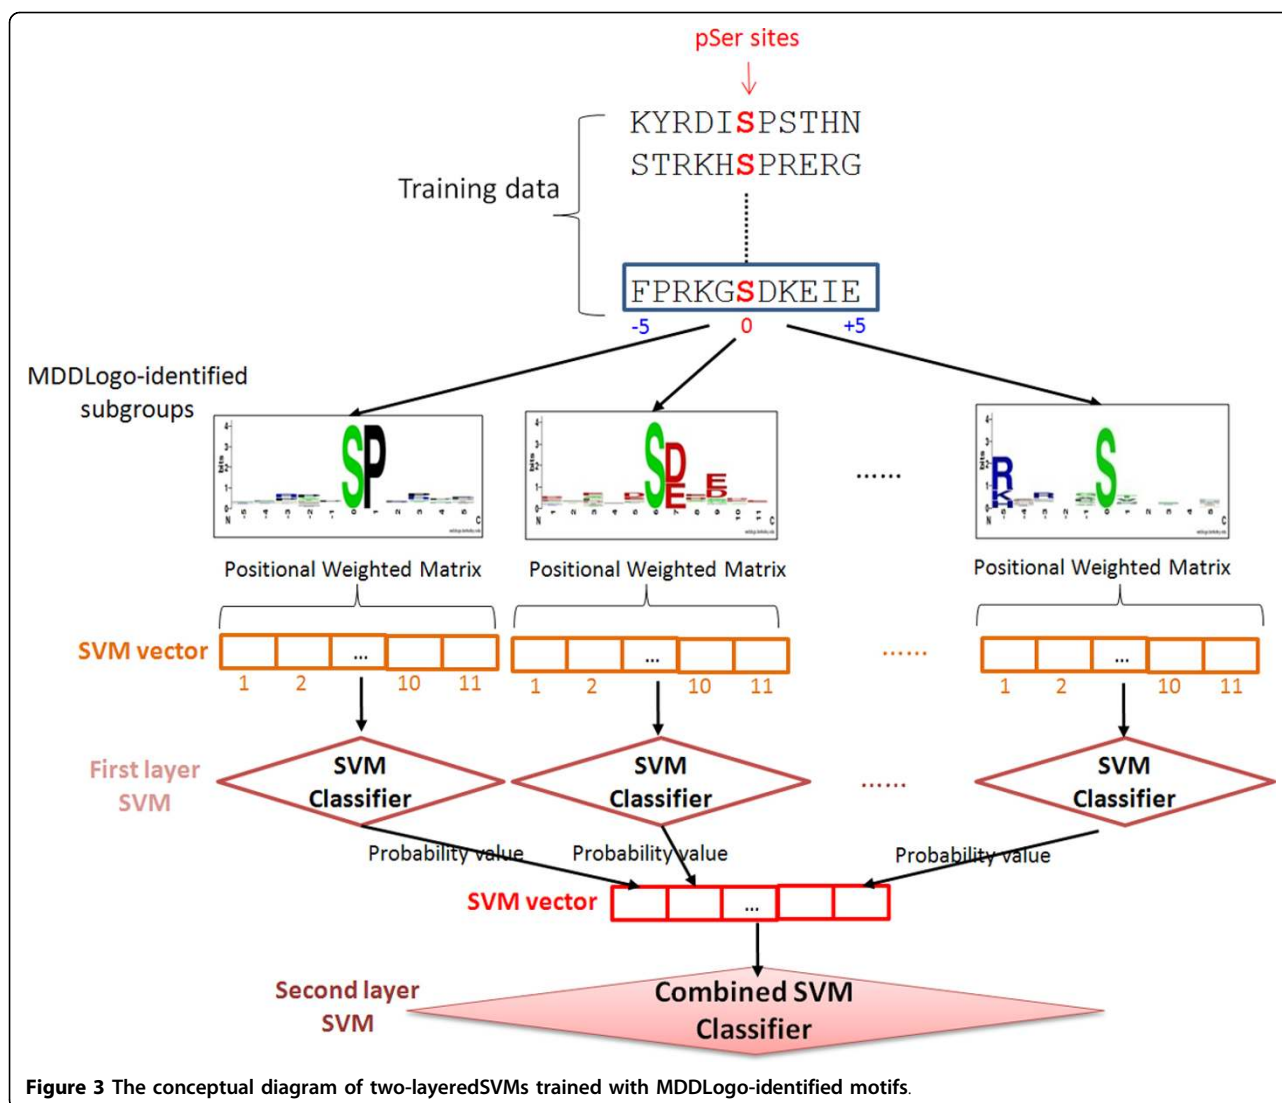 pSer sites
KYRDISPSTHN
STRKHSPRERG
Training data
FPRKGSDKEIE
-5 0 +5
MDDLogo-identified
subgroups
SP
SDE
RKS
......
Positional Weighted Matrix Positional Weighted Matrix Positional Weighted Matrix
SVM vector ... ... ...... ...
1 2 10 11 1 2 10 11 1 2 10 11
First layer
SVM
SVM
Classifier
SVM
Classifier
......
SVM
Classifier
Probability value Probability value Probability value
SVM vector ...
Second layer
SVM
Combined SVM
Classifier
Figure 3 The conceptual diagram of two-layeredSVMs trained with MDDLogo-identified motifs.